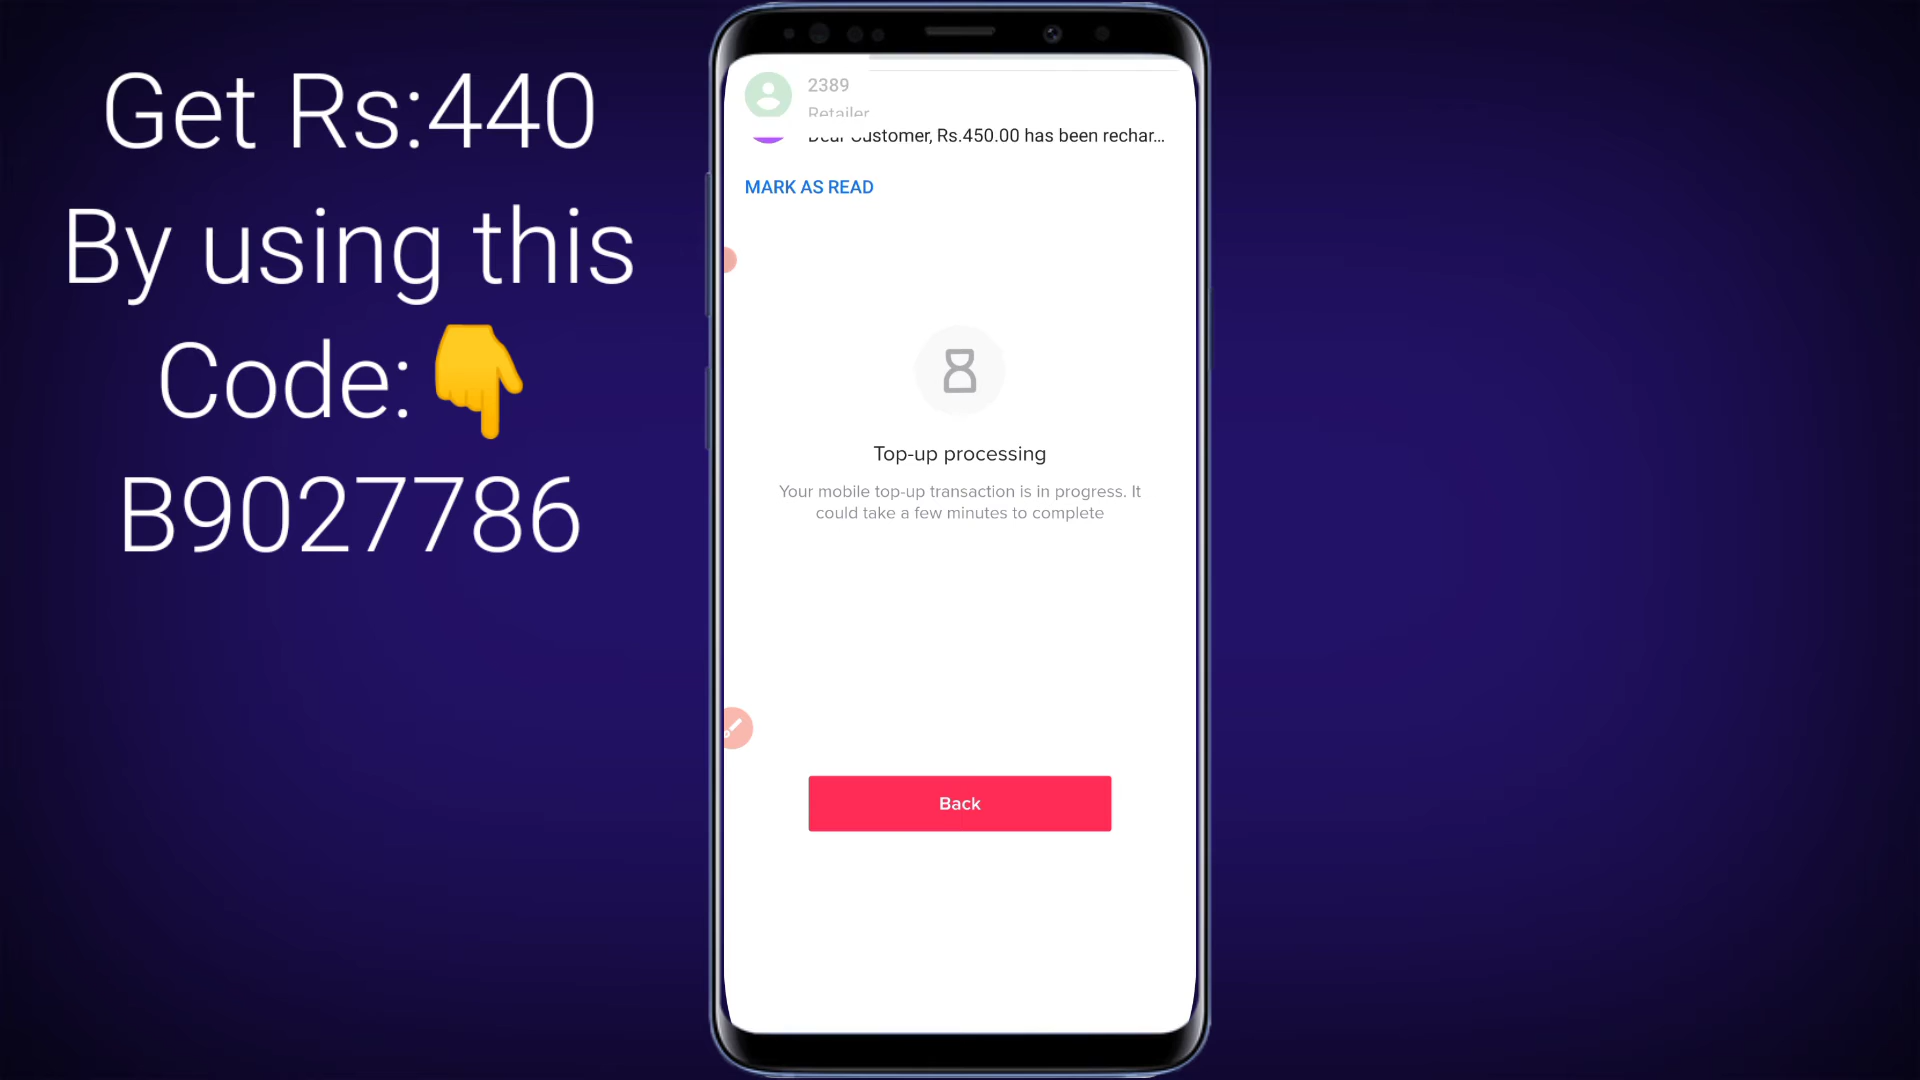 Get Rs:440
By using this
Code:👇
B9027786
2389
Retailer
Dear Customer, Rs.450.00 has been rechar...
MARK AS READ
Top-up processing
Your mobile top-up transaction is in progress. It
could take a few minutes to complete
Back